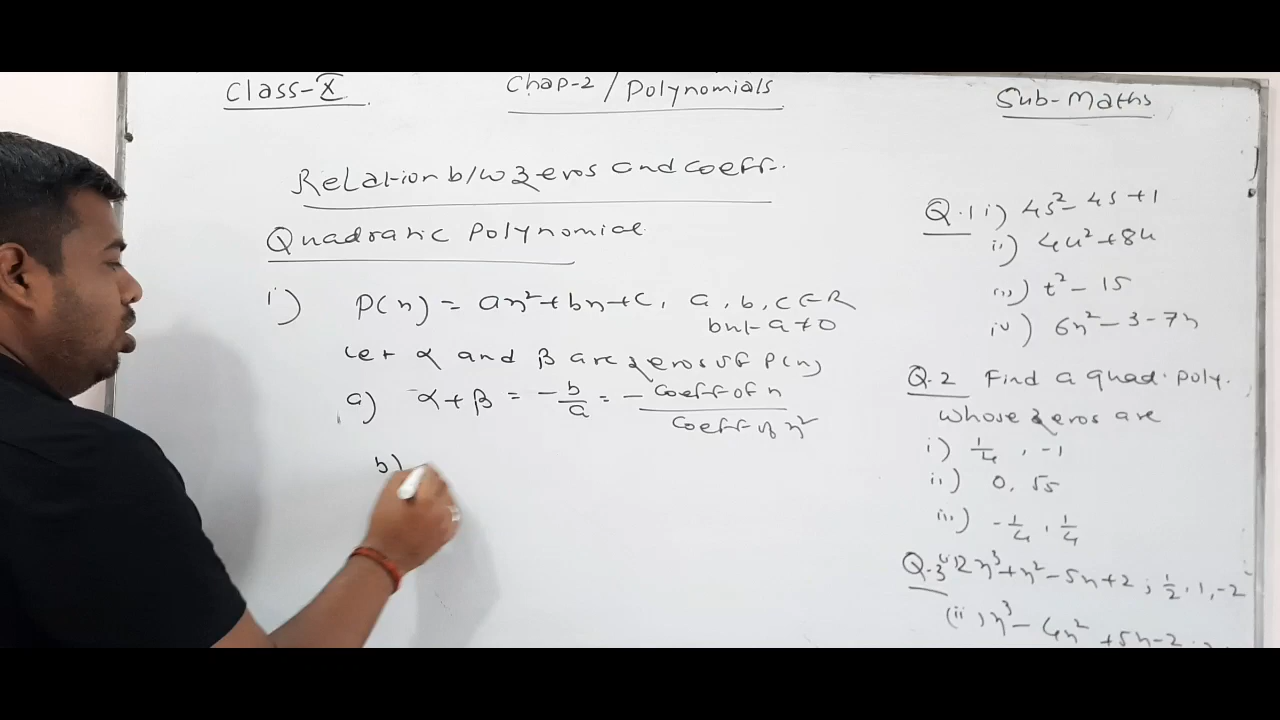 Class-X Chap-2/Polynomials Sub-Maths
Relation b/w zeros and coeff.
Quadratic Polynomial
i) P(x) = ax²+bx+c, a, b, c ∈ R
but a ≠ 0
Let α and β are zeros of P(x)
a) α+β = -b/a = - coeff of x / coeff of x²
b)
Q.1 i) 4s² - 4s + 1
ii) 4u² + 8u
iii) t² - 15
iv) 6x² - 3 - 7x
Q.2 Find a quad. poly.
whose zeros are
i) 1/4, -1
ii) 0, √5
iii) -1/4, 1/4
Q.3 i) 2x³+x²-5x+2 ; 1/2, 1, -2
(ii) x³ - 4x² + 5x - 2